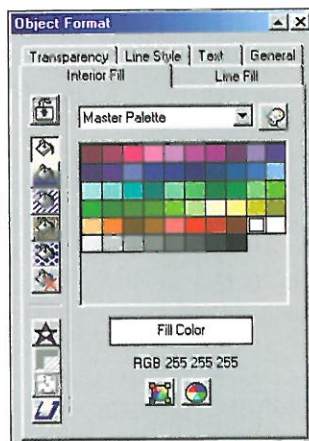 Object Format
Transparency Line Style Text General
Interior Fill Line Fill
Master Palette
Fill Color
RGB 255 255 255